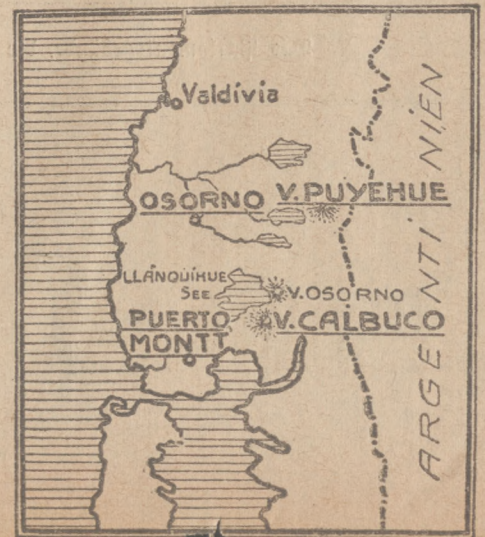 Valdivia
OSORNO V. PUYEHUE
LLANQUIHUE
SEE
V. OSORNO
PUERTO
MONTT
V. CALBUCO
ARGENTINIEN